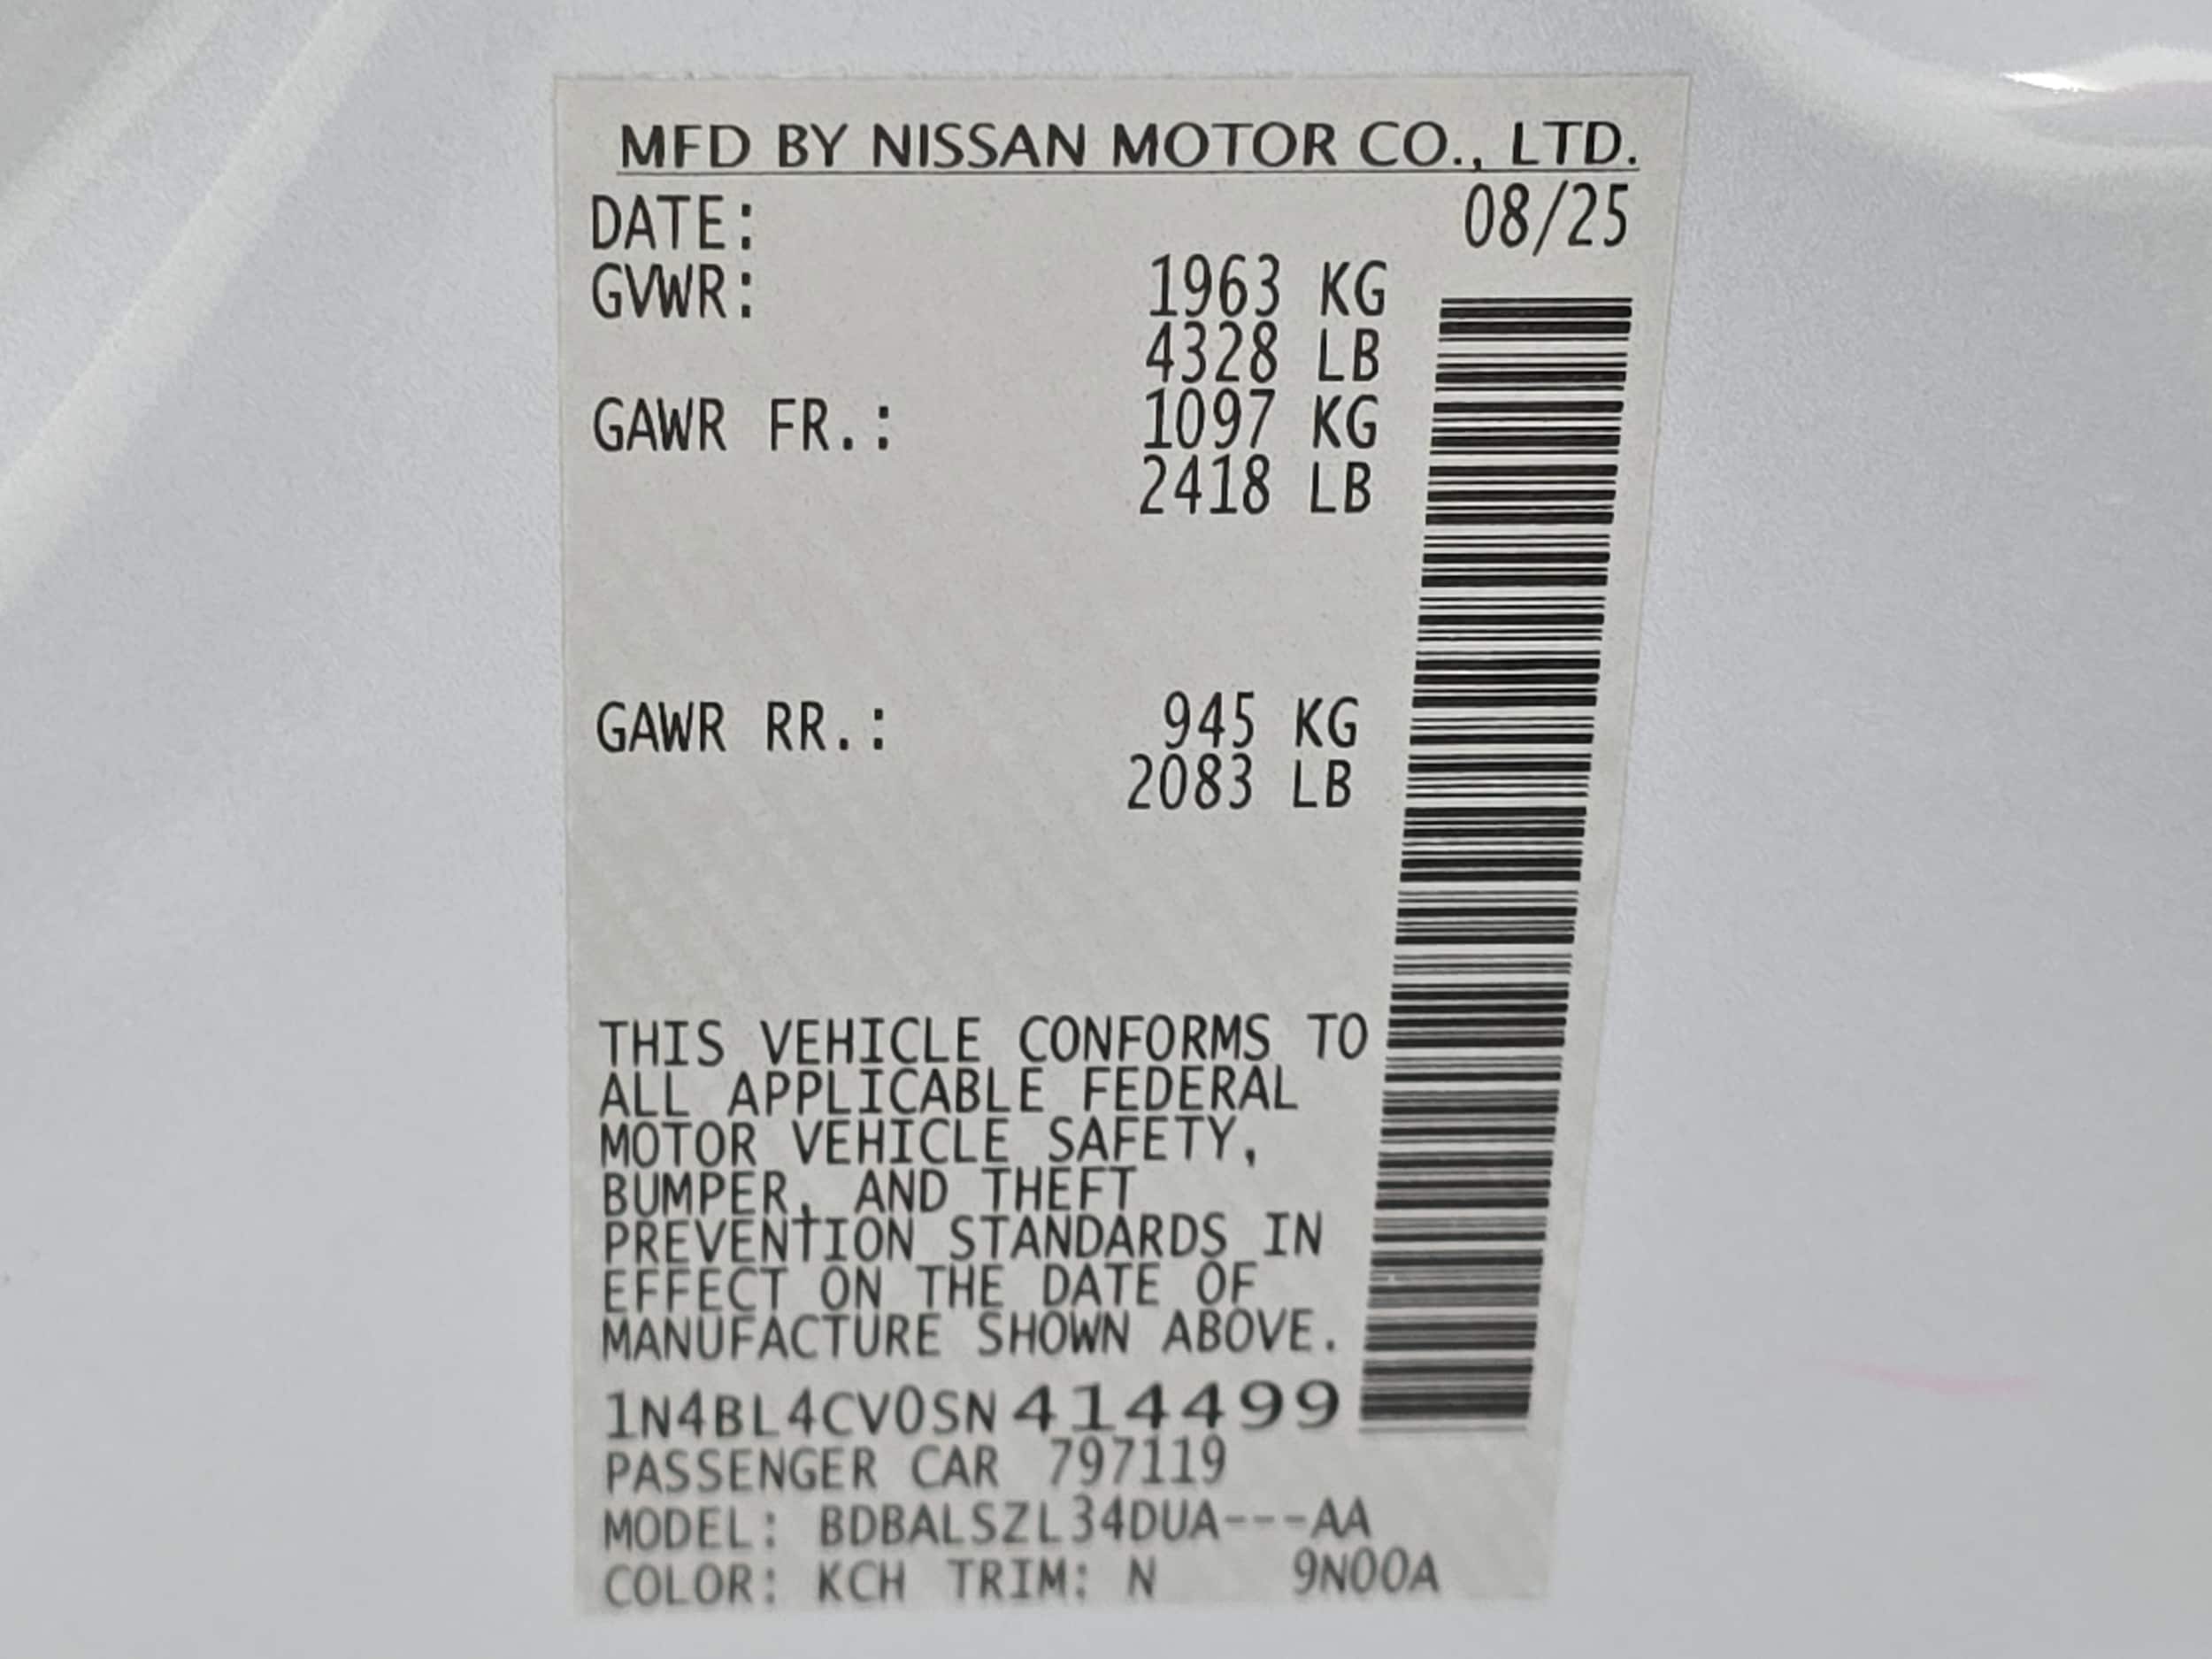 MFD BY NISSAN MOTOR CO., LTD.
DATE: 08/25
GVWR: 1963 KG
4328 LB
GAWR FR.: 1097 KG
2418 LB
GAWR RR.: 945 KG
2083 LB
THIS VEHICLE CONFORMS TO
ALL APPLICABLE FEDERAL
MOTOR VEHICLE SAFETY,
BUMPER, AND THEFT
PREVENTION STANDARDS IN
EFFECT ON THE DATE OF
MANUFACTURE SHOWN ABOVE.
1N4BL4CV0SN414499
PASSENGER CAR 797119
MODEL: BDBALSZL34DUA---AA
COLOR: KCH TRIM: N 9N00A